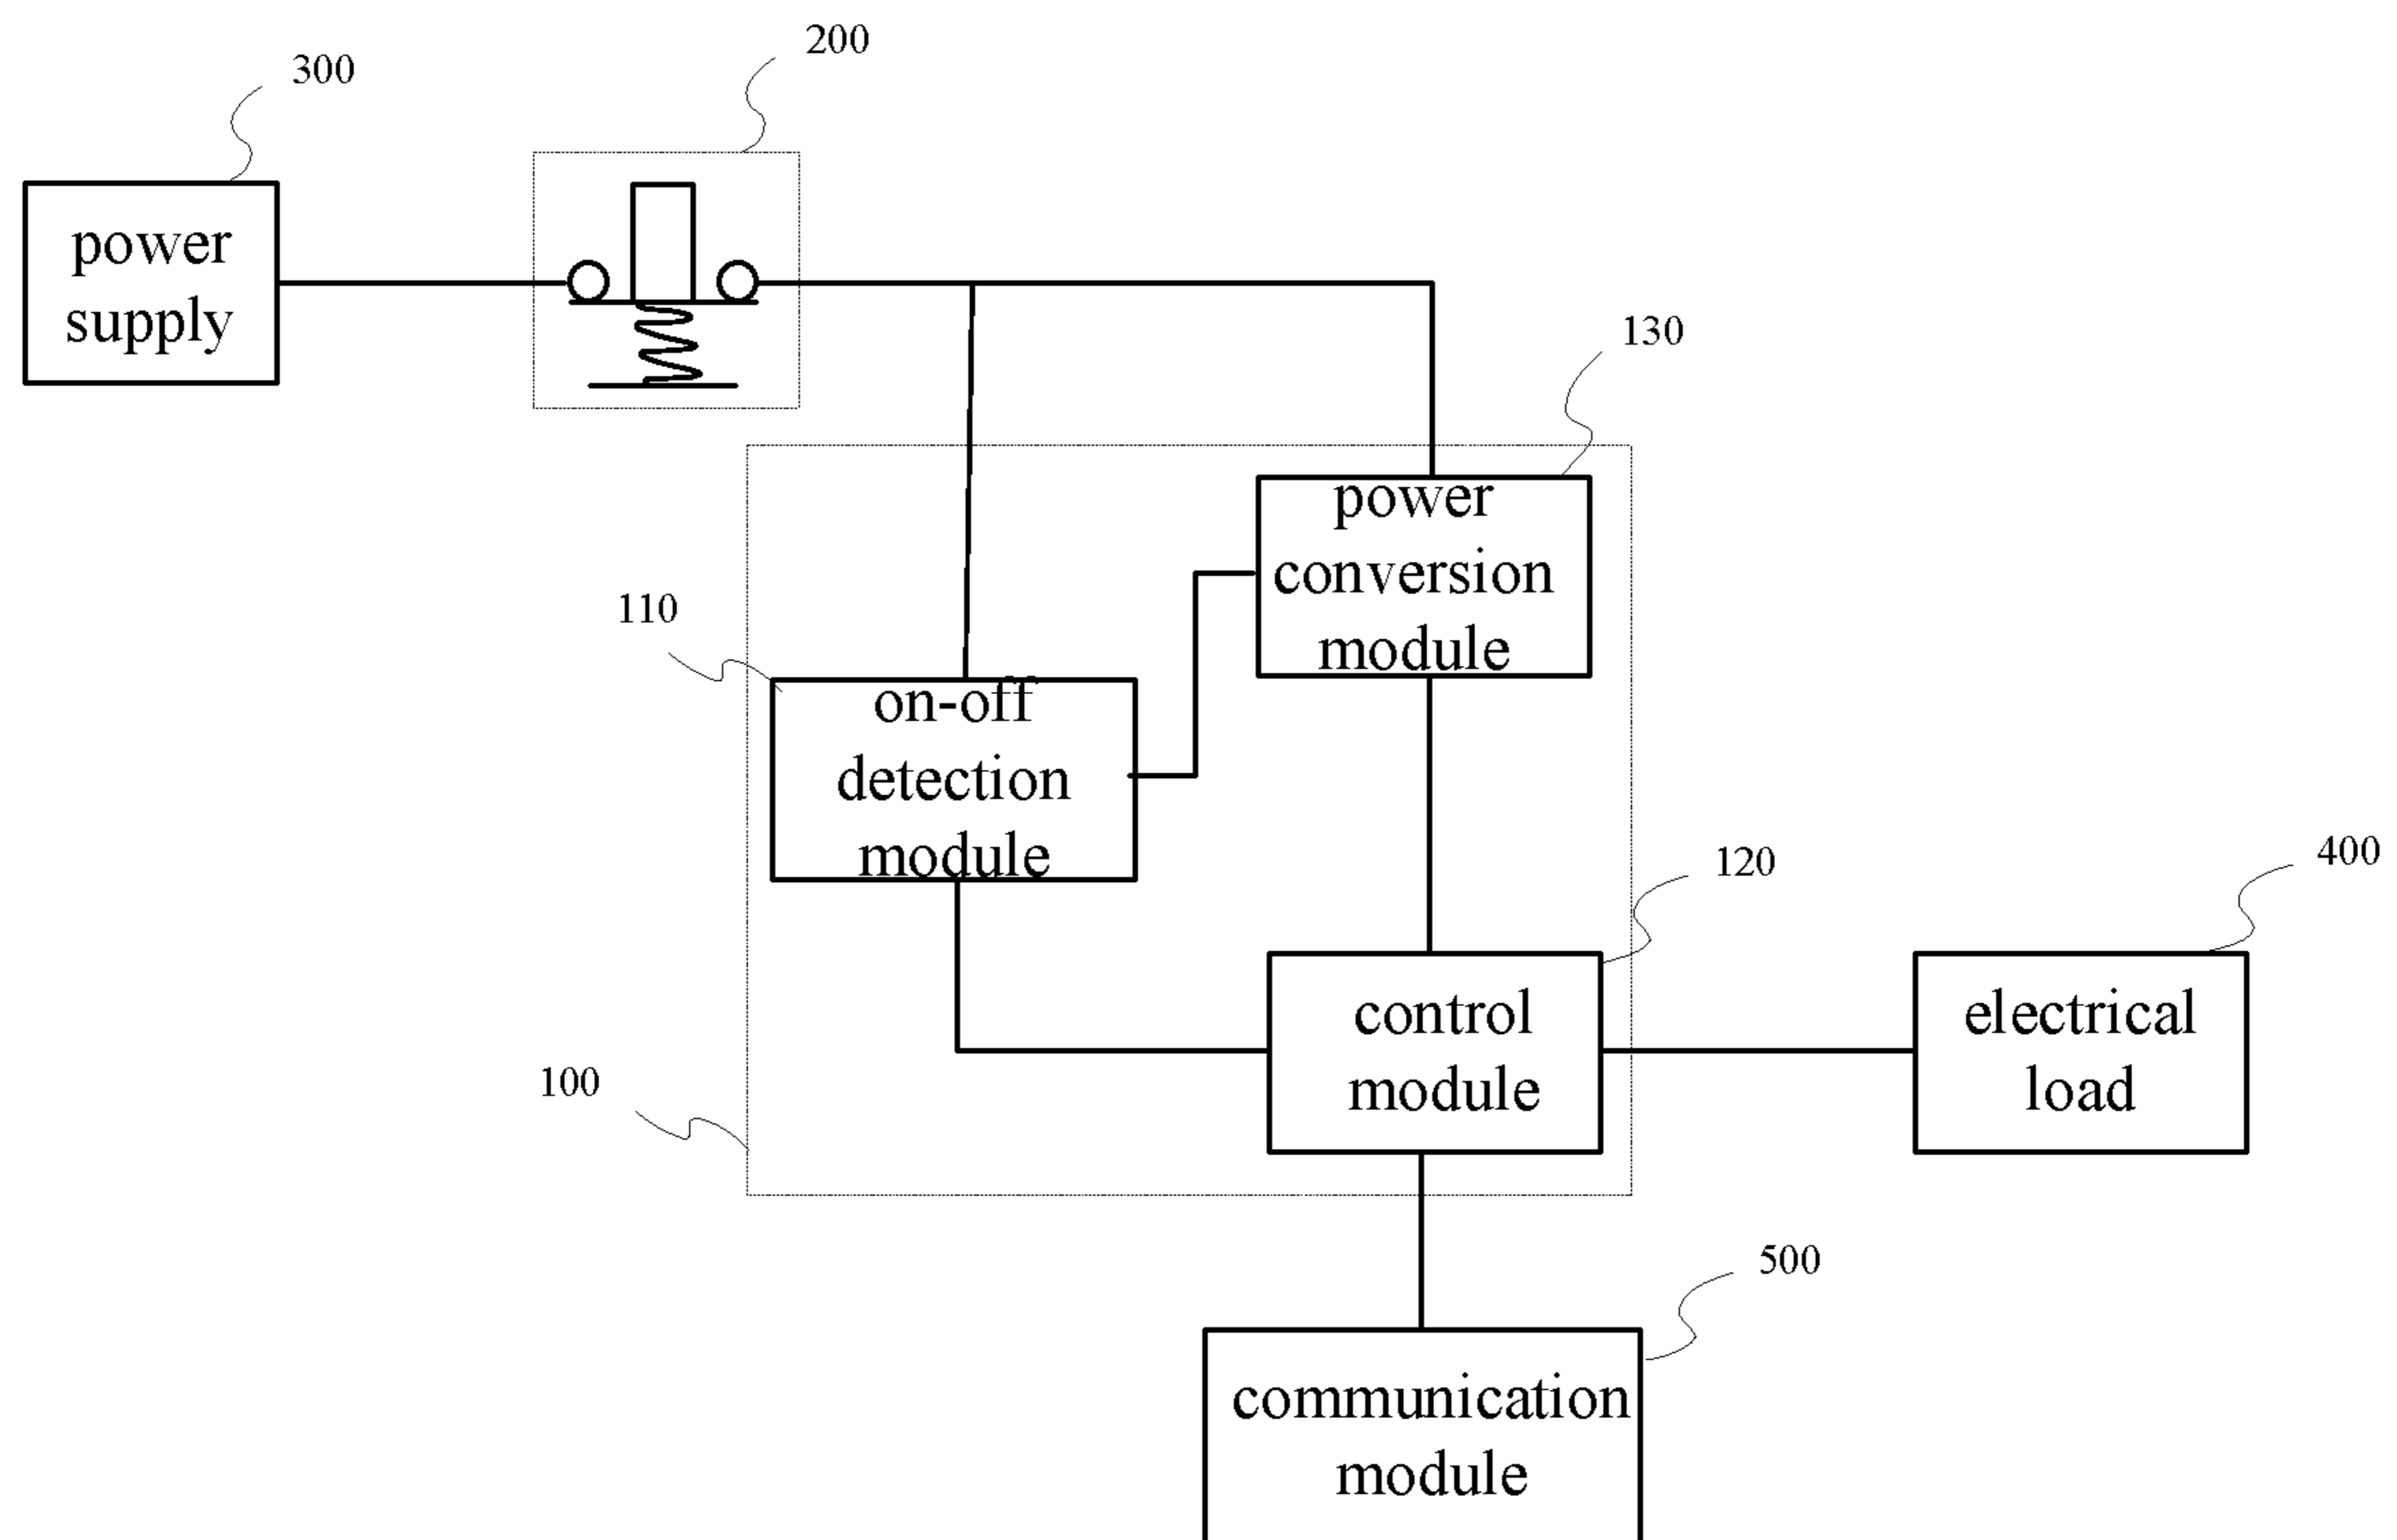 200
300
power
supply
130
power
conversion
module
110
on-off
detection
module
120
400
control
module
electrical
load
100
500
communication
module